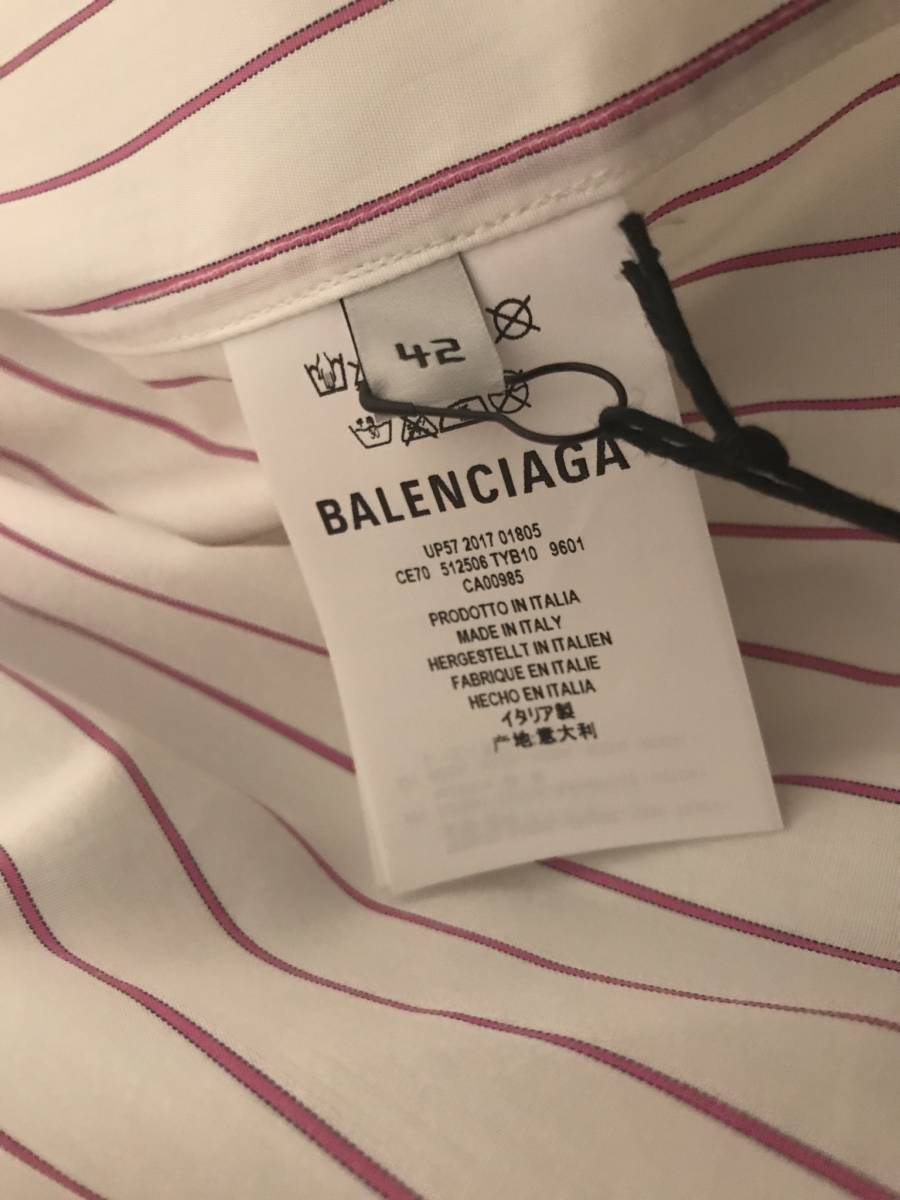 42
BALENCIAGA
UP57 2017 01805
CE70 512506 TYB10 9601
CA00985
PRODOTTO IN ITALIA
MADE IN ITALY
HERGESTELLT IN ITALIEN
FABRIQUE EN ITALIE
HECHO EN ITALIA
イタリア製
产地意大利